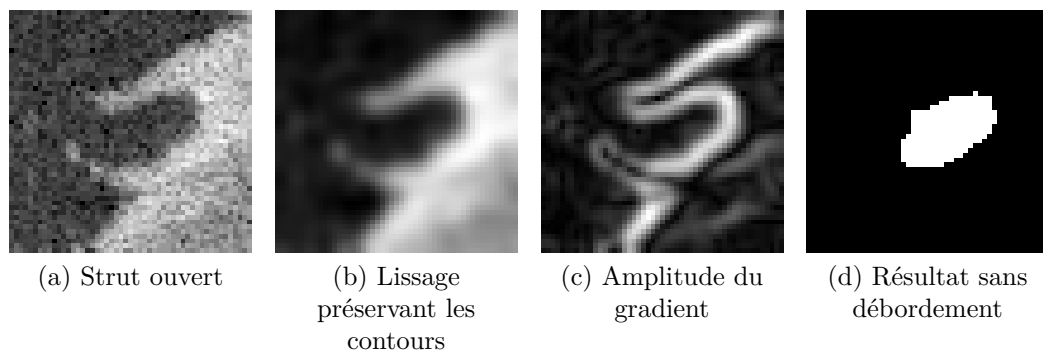 (a) Strut ouvert
(b) Lissage
préservant les
contours
(c) Amplitude du
gradient
(d) Résultat sans
débordement